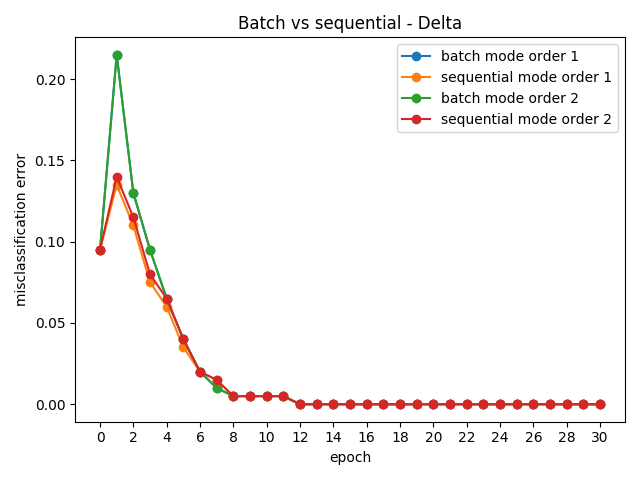 Batch vs sequential - Delta
batch mode order 1
sequential mode order 1
batch mode order 2
sequential mode order 2
misclassification error
0.20
0.15
0.10
0.05
0.00
0 2 4 6 8 10 12 14 16 18 20 22 24 26 28 30
epoch